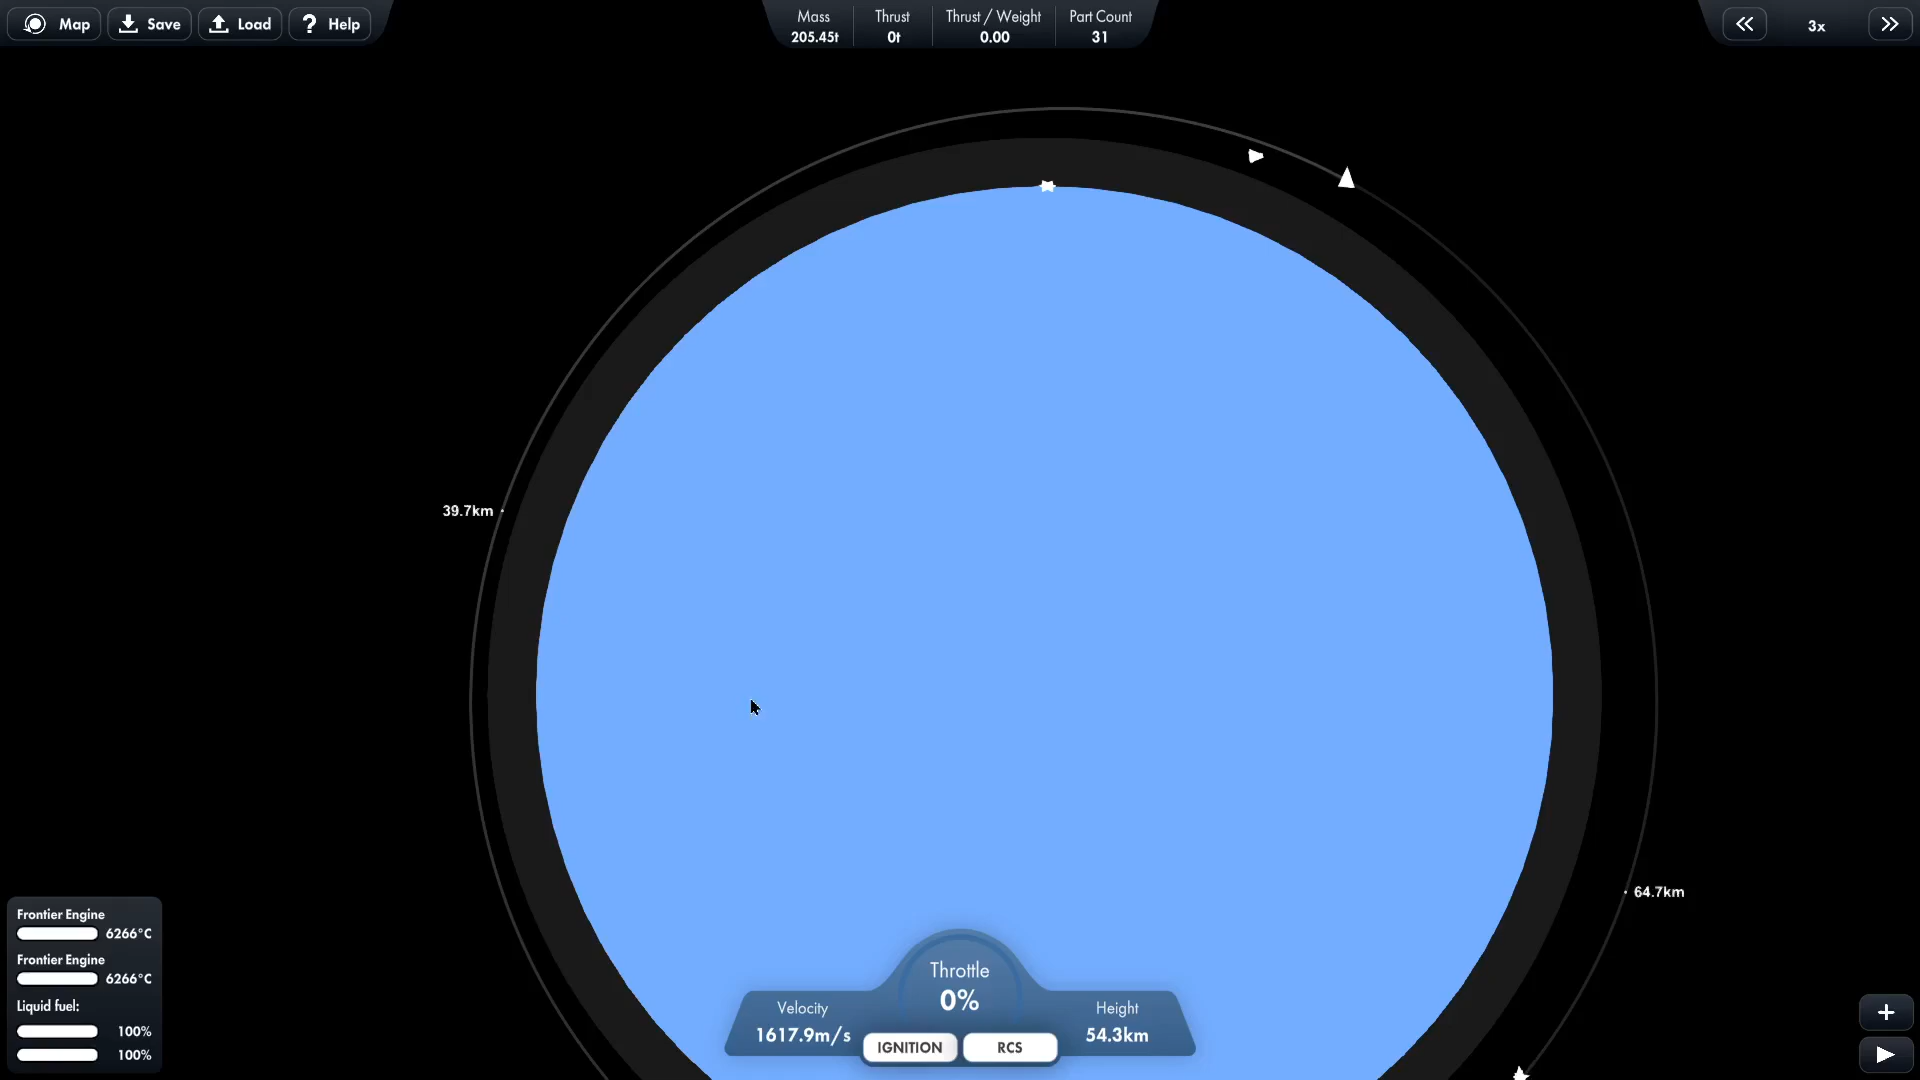 Map
Save
Load
? Help
Mass
205.45t
Thrust
0t
Thrust / Weight
0.00
Part Count
31
3x
39.7km
64.7km
Frontier Engine
6266°C
Frontier Engine
6266°C
Liquid fuel:
100%
100%
Throttle
0%
Velocity
1617.9m/s
Height
54.3km
IGNITION
RCS